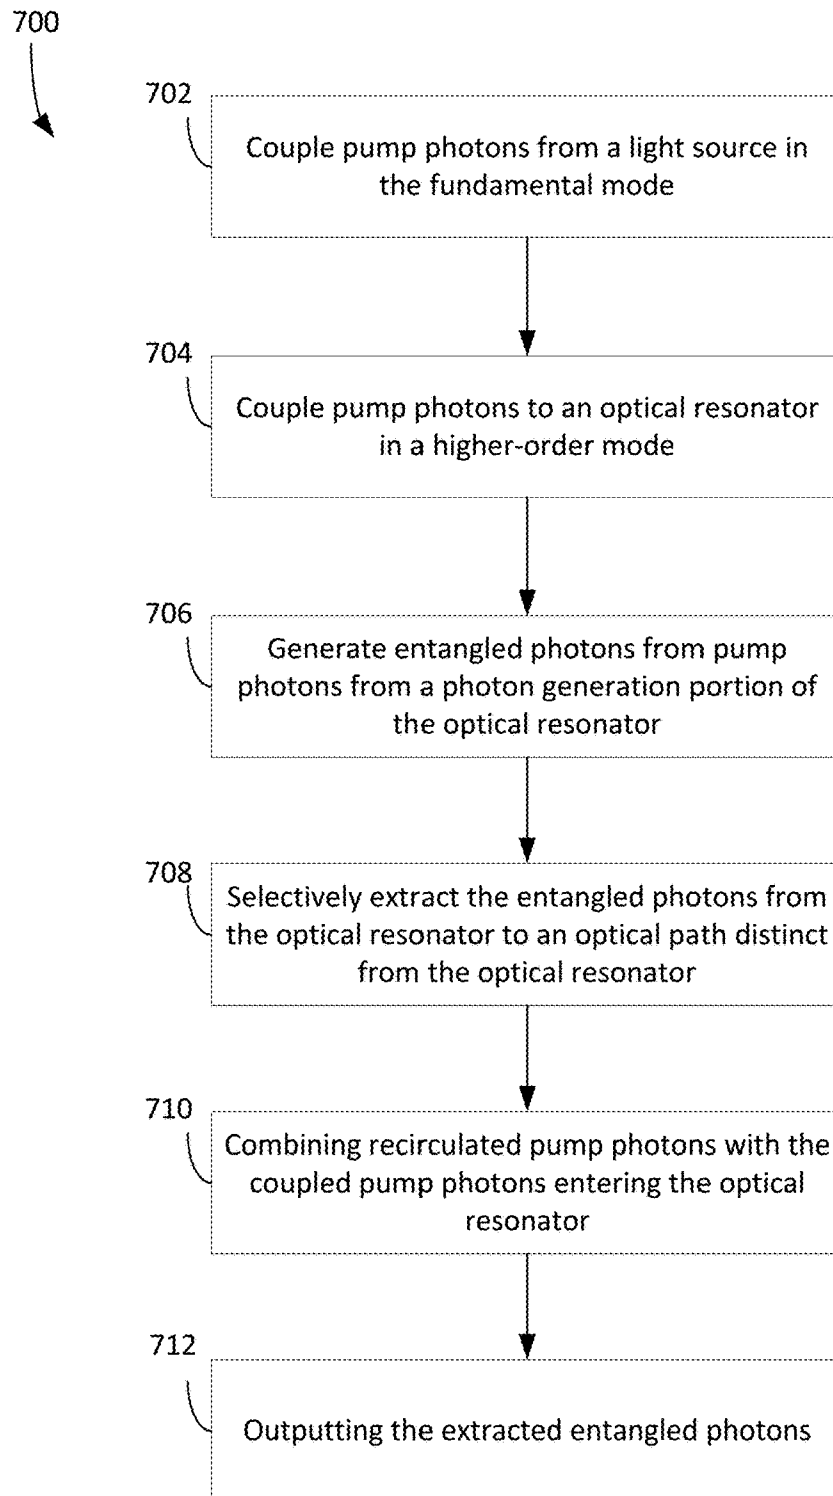 700
702
Couple pump photons from a light source in
the fundamental mode
704
Couple pump photons to an optical resonator
in a higher-order mode
706
Generate entangled photons from pump
photons from a photon generation portion of
the optical resonator
708
Selectively extract the entangled photons from
the optical resonator to an optical path distinct
from the optical resonator
710
Combining recirculated pump photons with the
coupled pump photons entering the optical
resonator
712
Outputting the extracted entangled photons